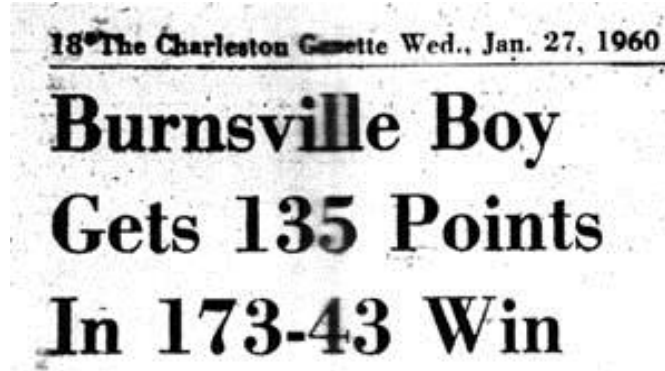 18*The Charleston Gazette Wed., Jan. 27, 1960
Burnsville Boy
Gets 135 Points
In 173-43 Win